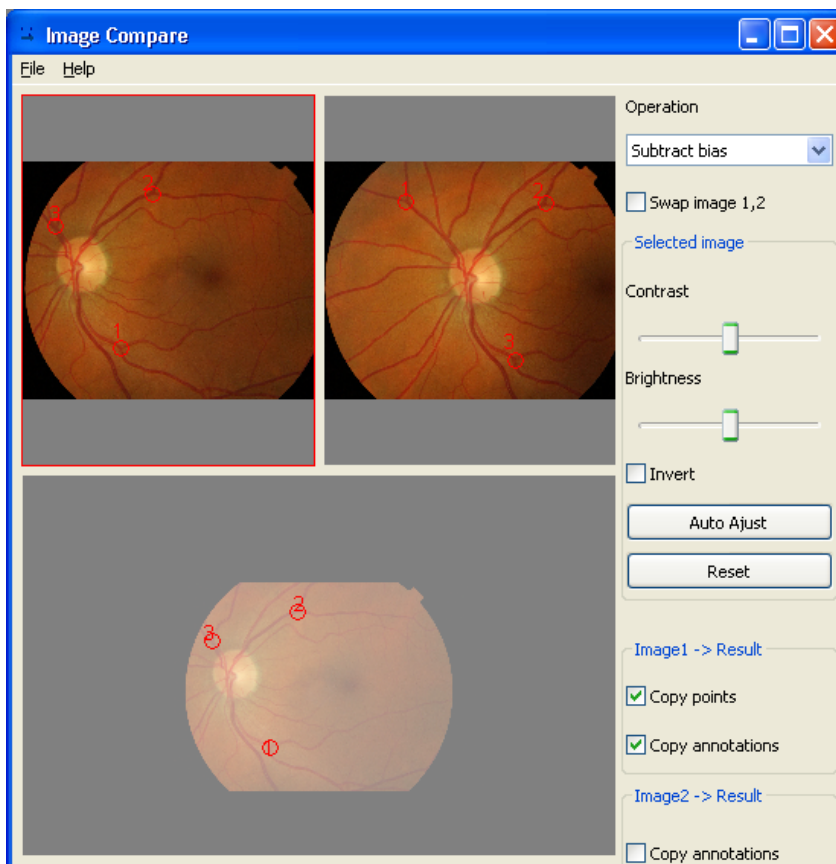 Image Compare
File Help
Operation
Subtract bias
Swap image 1,2
Selected image
Contrast
Brightness
Invert
Auto Ajust
Reset
Image1 -> Result
Copy points
Copy annotations
Image2 -> Result
Copy annotations
2
3
1
1
2
3
2
3
1